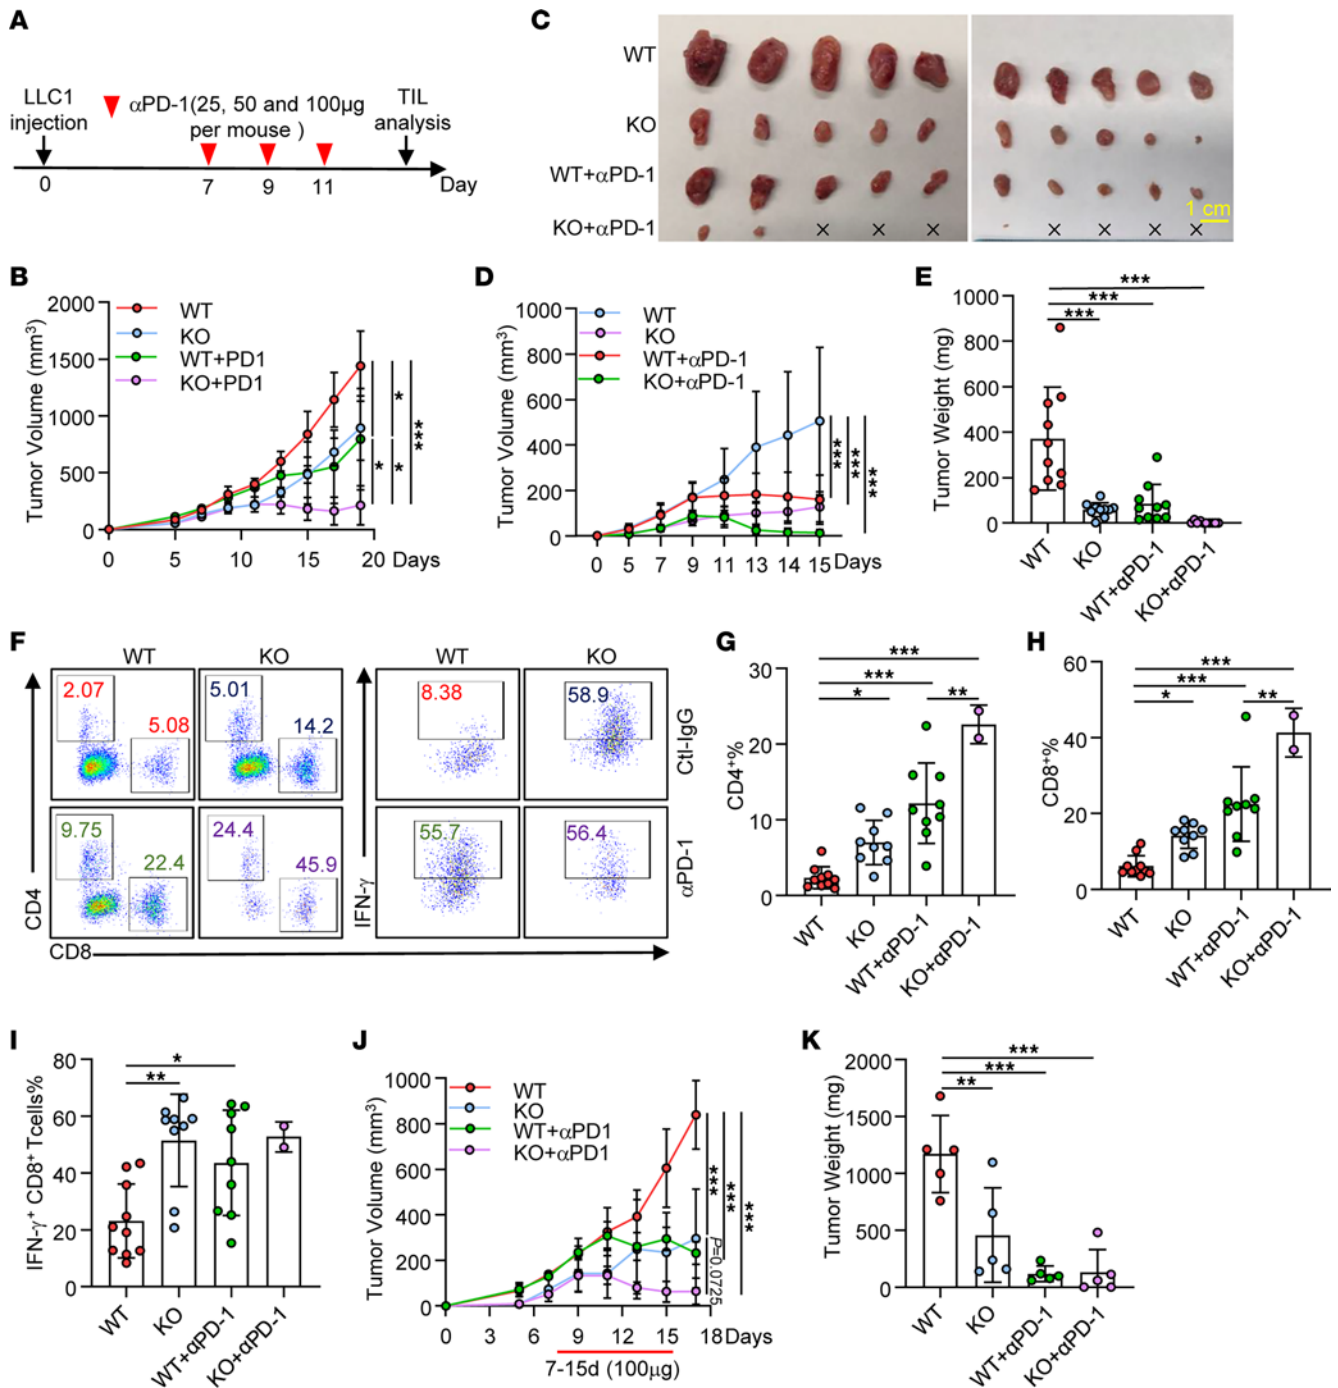 A
LLC1
injection
αPD-1(25, 50 and 100µg
per mouse )
TIL
analysis
0
7
9
11
Day
C
WT
KO
WT+αPD-1
KO+αPD-1
× × ×
× × × ×
1 cm
B
Tumor Volume (mm³)
2000
1500
1000
500
0
WT
KO
WT+PD1
KO+PD1
*
*
*
***
0 5 10 15 20 Days
D
Tumor Volume (mm³)
1000
800
600
400
200
0
WT
KO
WT+αPD-1
KO+αPD-1
***
***
***
0 5 7 9 11 13 14 15 Days
E
Tumor Weight (mg)
1000
800
600
400
200
0
***
***
***
WT
KO
WT+αPD-1
KO+αPD-1
F
WT KO WT KO
2.07
5.08
5.01
14.2
8.38
58.9
Ctl-IgG
9.75
22.4
24.4
45.9
55.7
56.4
αPD-1
CD4
IFN-γ
CD8
G
CD4⁺%
30
20
10
0
***
***
*
**
WT
KO
WT+αPD-1
KO+αPD-1
H
CD8⁺%
60
40
20
0
***
***
*
**
WT
KO
WT+αPD-1
KO+αPD-1
I
IFN-γ⁺ CD8⁺ Tcells%
80
60
40
20
0
*
**
WT
KO
WT+αPD-1
KO+αPD-1
J
Tumor Volume (mm³)
1000
800
600
400
200
0
WT
KO
WT+αPD1
KO+αPD1
***
***
***
P=0.0725
0 3 6 9 12 15 18 Days
7-15d (100µg)
K
Tumor Weight (mg)
2000
1500
1000
500
0
***
***
**
WT
KO
WT+αPD-1
KO+αPD-1